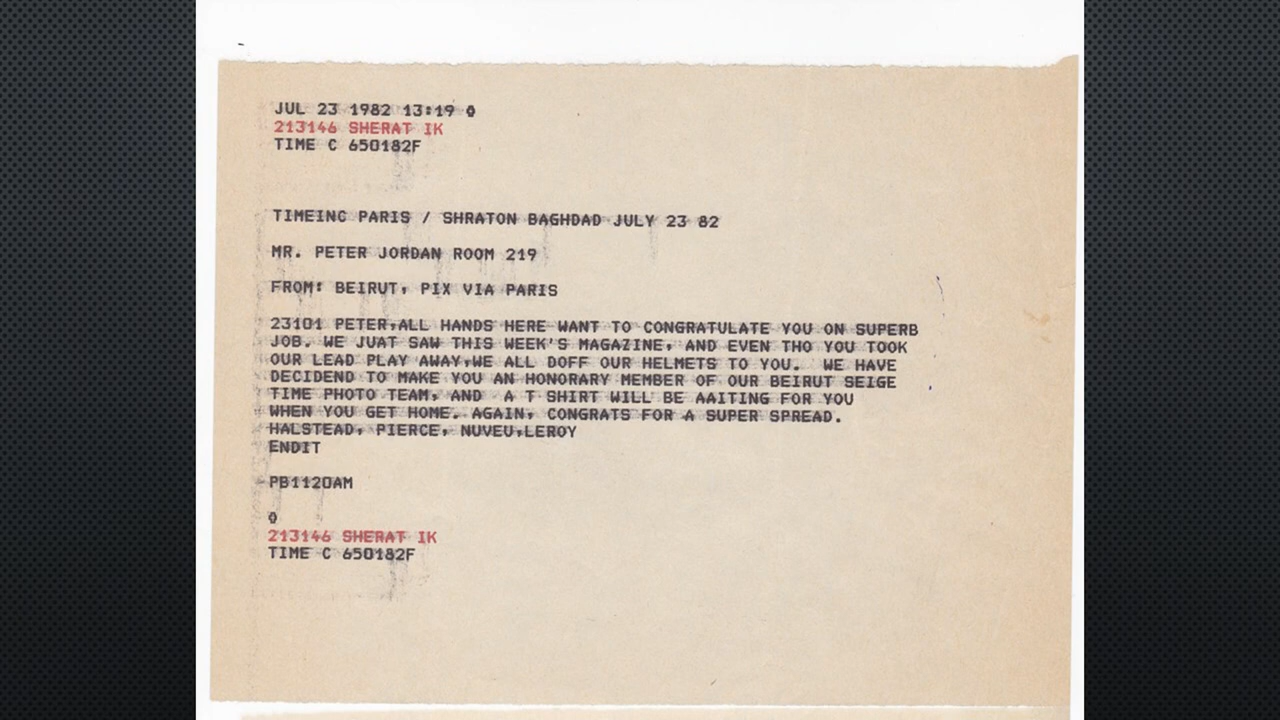 JUL 23 1982 13:19 ◊
213146 SHERAT IK
TIME C 650182F
TIMEINC PARIS / SHRATON BAGHDAD JULY 23 82
MR. PETER JORDAN ROOM 219
FROM: BEIRUT, PIX VIA PARIS
23101 PETER,ALL HANDS HERE WANT TO CONGRATULATE YOU ON SUPERB
JOB. WE JUAT SAW THIS WEEK'S MAGAZINE, AND EVEN THO YOU TOOK
OUR LEAD PLAY AWAY,WE ALL DOFF OUR HELMETS TO YOU.  WE HAVE
DECIDEND TO MAKE YOU AN HONORARY MEMBER OF OUR BEIRUT SEIGE
TIME PHOTO TEAM, AND  A T SHIRT WILL BE AAITING FOR YOU
WHEN YOU GET HOME. AGAIN, CONGRATS FOR A SUPER SPREAD.
HALSTEAD, PIERCE, NUVEU,LEROY
ENDIT
PB1120AM
◊
213146 SHERAT IK
TIME C 650182F